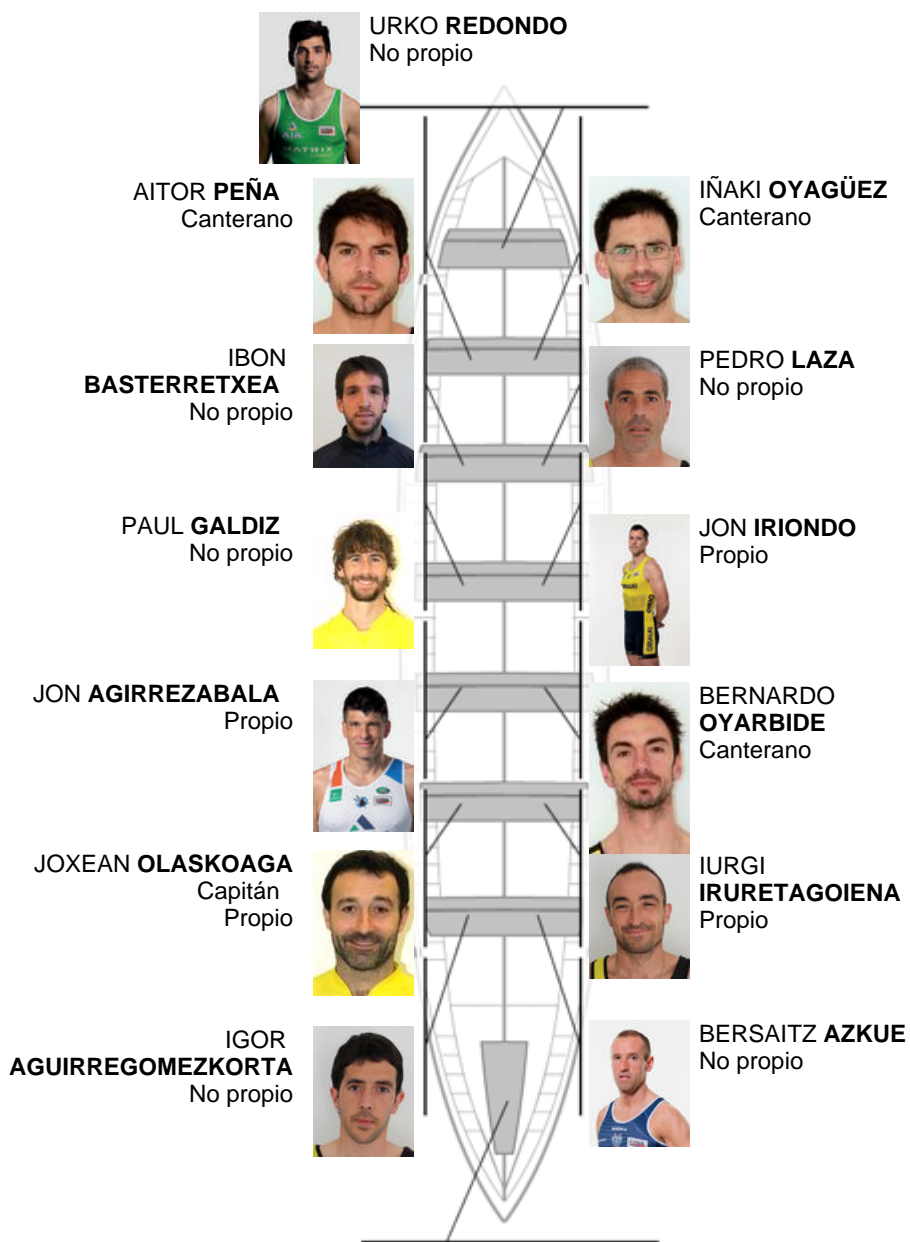 URKO REDONDO
No propio
AITOR PEÑA
Canterano
IÑAKI OYAGÜEZ
Canterano
IBON
BASTERRETXEA
No propio
PEDRO LAZA
No propio
PAUL GALDIZ
No propio
JON IRIONDO
Propio
JON AGIRREZABALA
Propio
BERNARDO
OYARBIDE
Canterano
JOXEAN OLASKOAGA
Capitán
Propio
IURGI
IRURETAGOIENA
Propio
IGOR
AGUIRREGOMEZKORTA
No propio
BERSAITZ AZKUE
No propio